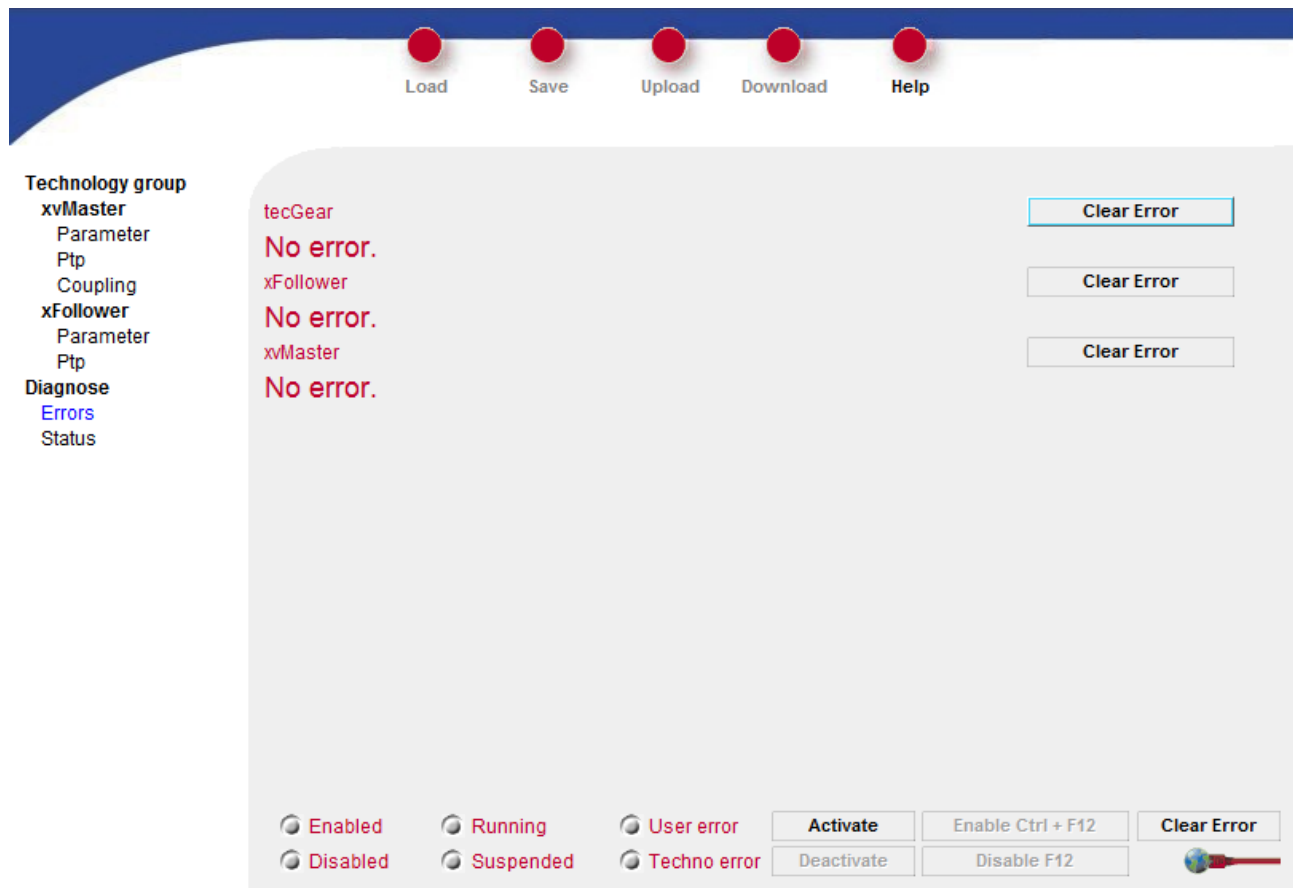 Load Save Upload Download Help
Technology group
xvMaster
Parameter
Ptp
Coupling
xFollower
Parameter
Ptp
Diagnose
Errors
Status
tecGear Clear Error
No error.
xFollower Clear Error
No error.
xvMaster Clear Error
No error.
Enabled Running User error Activate Enable Ctrl + F12 Clear Error
Disabled Suspended Techno error Deactivate Disable F12